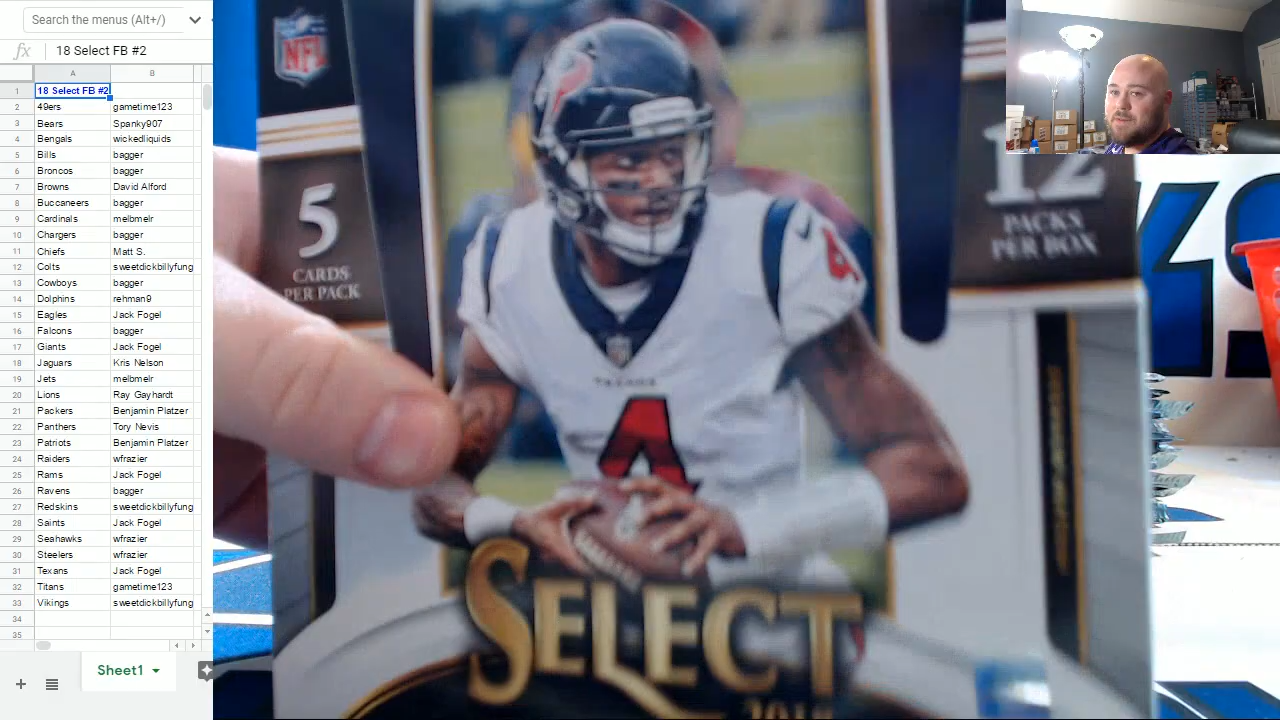 Search the menus (Alt+/)
fx 18 Select FB #2
A B
1 18 Select FB #2
2 49ers gametime123
3 Bears Spanky907
4 Bengals wickedliquids
5 Bills bagger
6 Broncos bagger
7 Browns David Alford
8 Buccaneers bagger
9 Cardinals melbmelr
10 Chargers bagger
11 Chiefs Matt S.
12 Colts sweetdickbillyfung
13 Cowboys bagger
14 Dolphins rehman9
15 Eagles Jack Fogel
16 Falcons bagger
17 Giants Jack Fogel
18 Jaguars Kris Nelson
19 Jets melbmelr
20 Lions Ray Gayhardt
21 Packers Benjamin Platzer
22 Panthers Tory Nevis
23 Patriots Benjamin Platzer
24 Raiders wfrazier
25 Rams Jack Fogel
26 Ravens bagger
27 Redskins sweetdickbillyfung
28 Saints Jack Fogel
29 Seahawks wfrazier
30 Steelers wfrazier
31 Texans Jack Fogel
32 Titans gametime123
33 Vikings sweetdickbillyfung
34
35
Sheet1
NFL
5
CARDS
PER PACK
12
PACKS
PER BOX
4
TEXANS
4
SELECT
2018